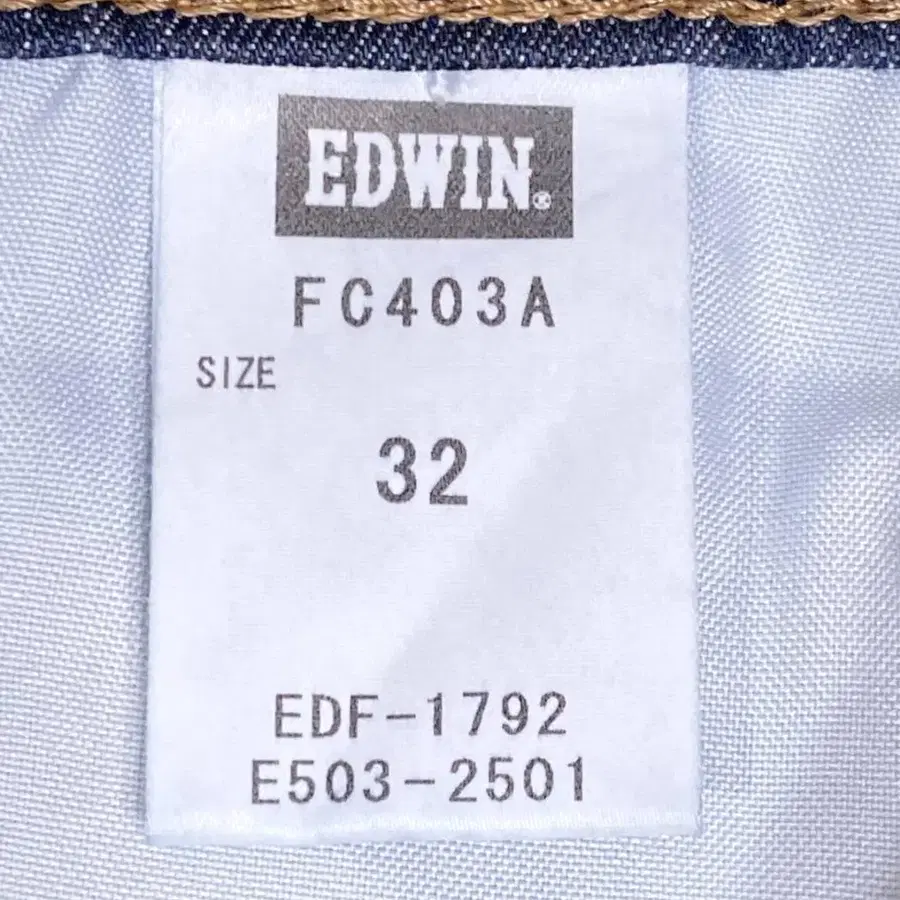 EDWIN®
FC403A
SIZE
32
EDF-1792
E503-2501